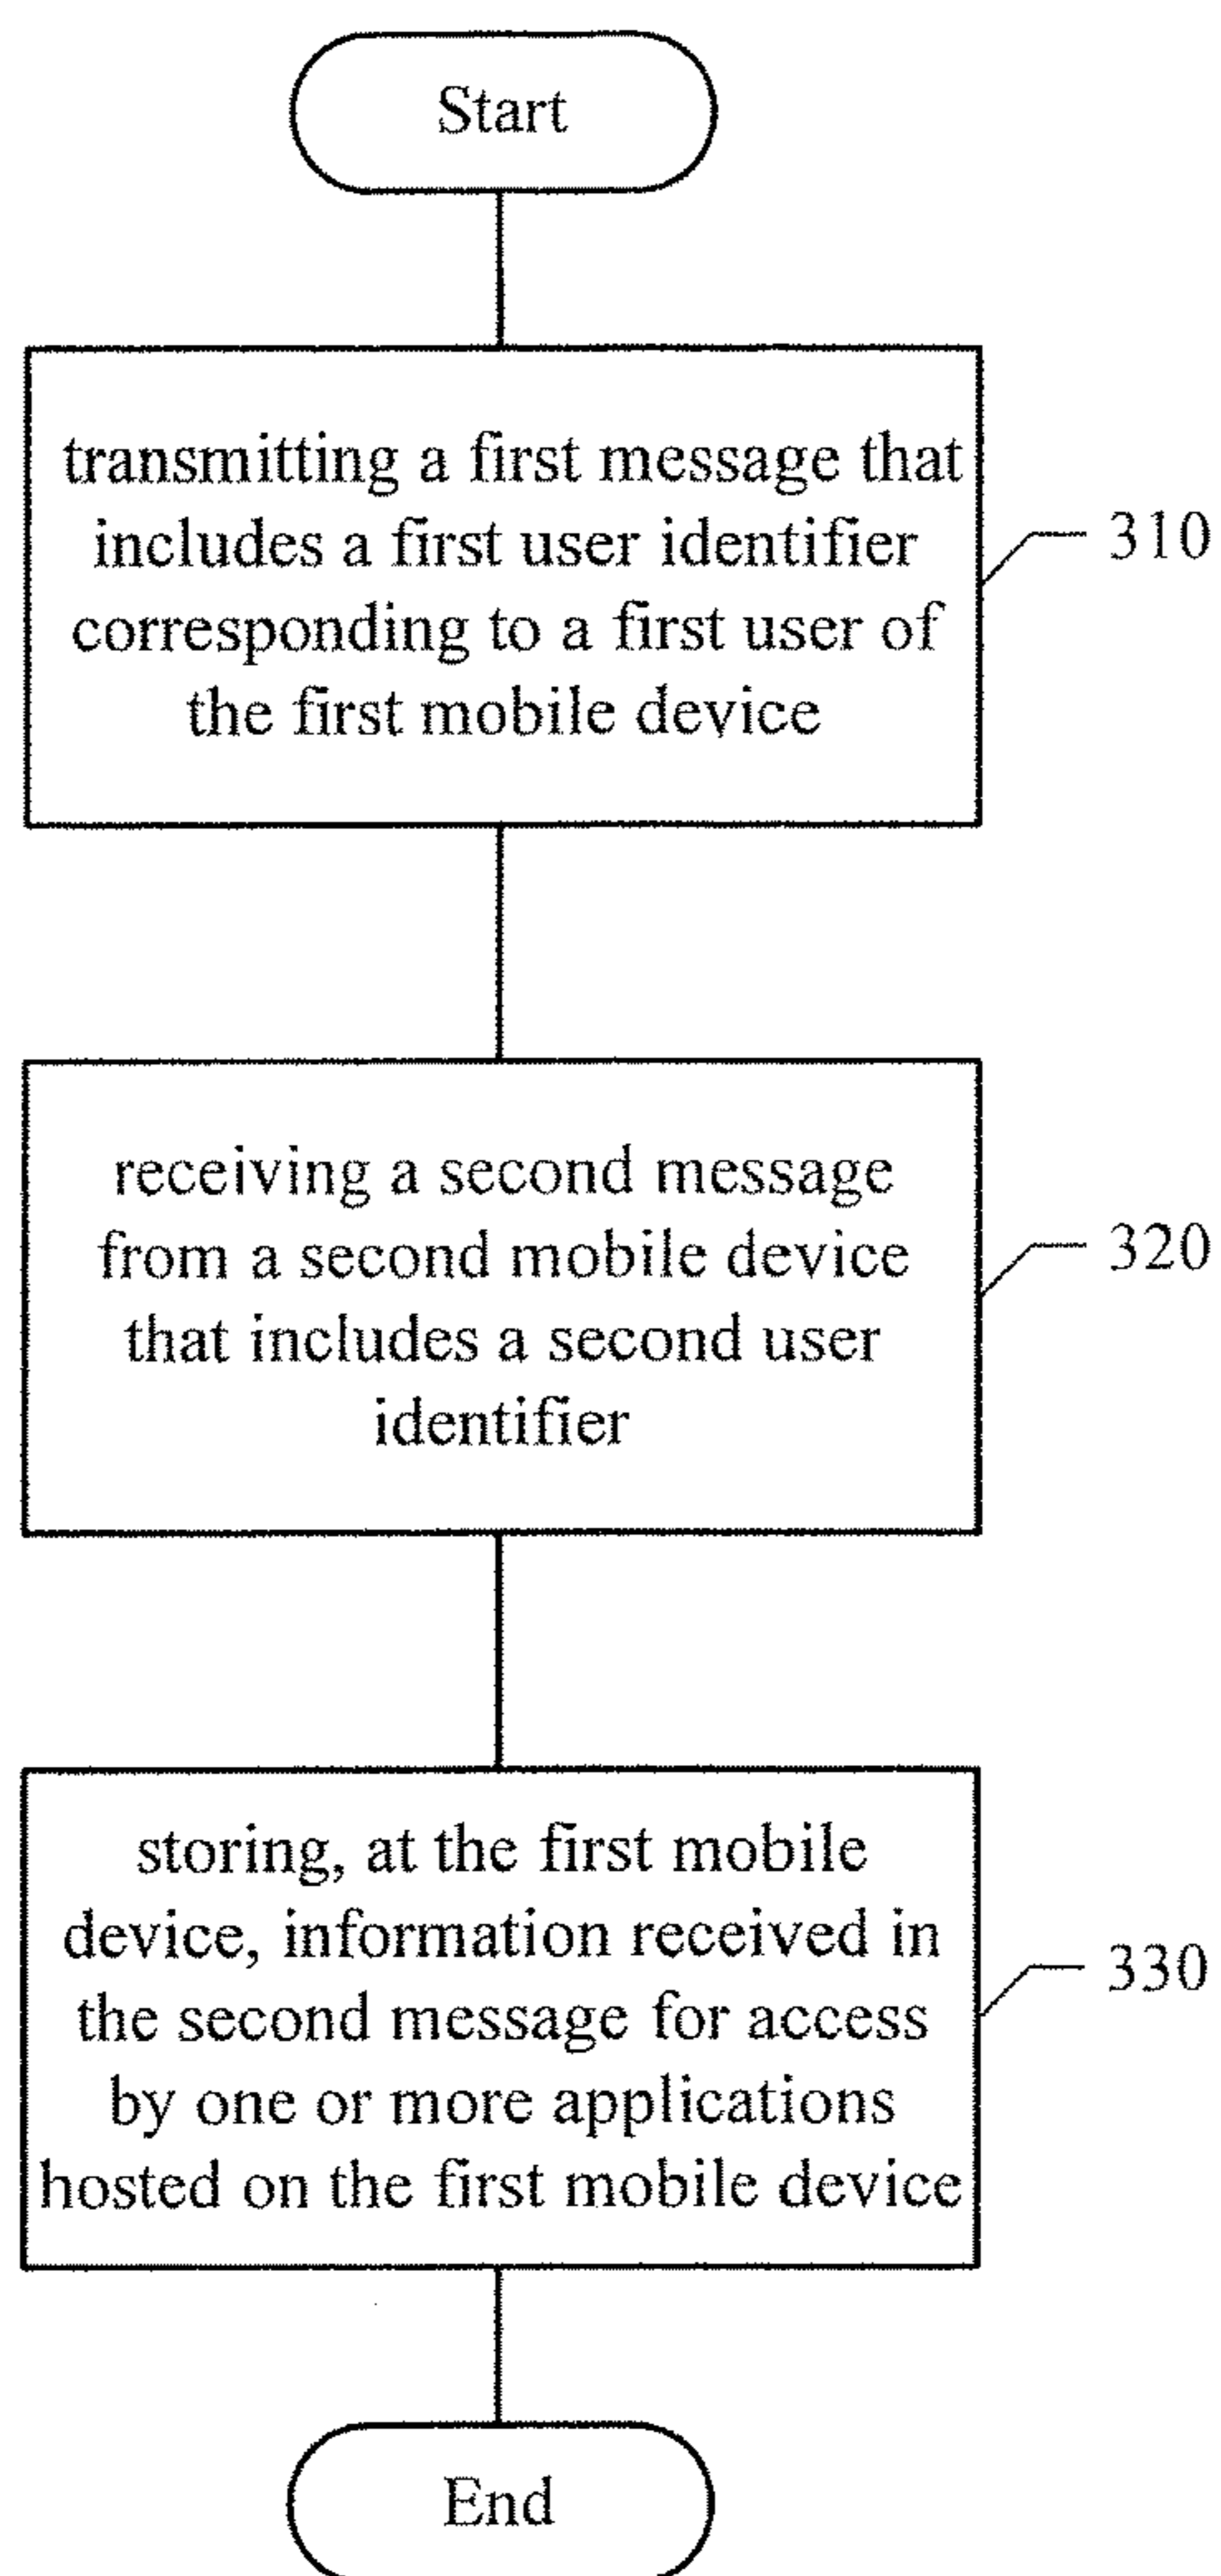 Start
transmitting a first message that
includes a first user identifier
corresponding to a first user of
the first mobile device
310
receiving a second message
from a second mobile device
that includes a second user
identifier
320
storing, at the first mobile
device, information received in
the second message for access
by one or more applications
hosted on the first mobile device
330
End